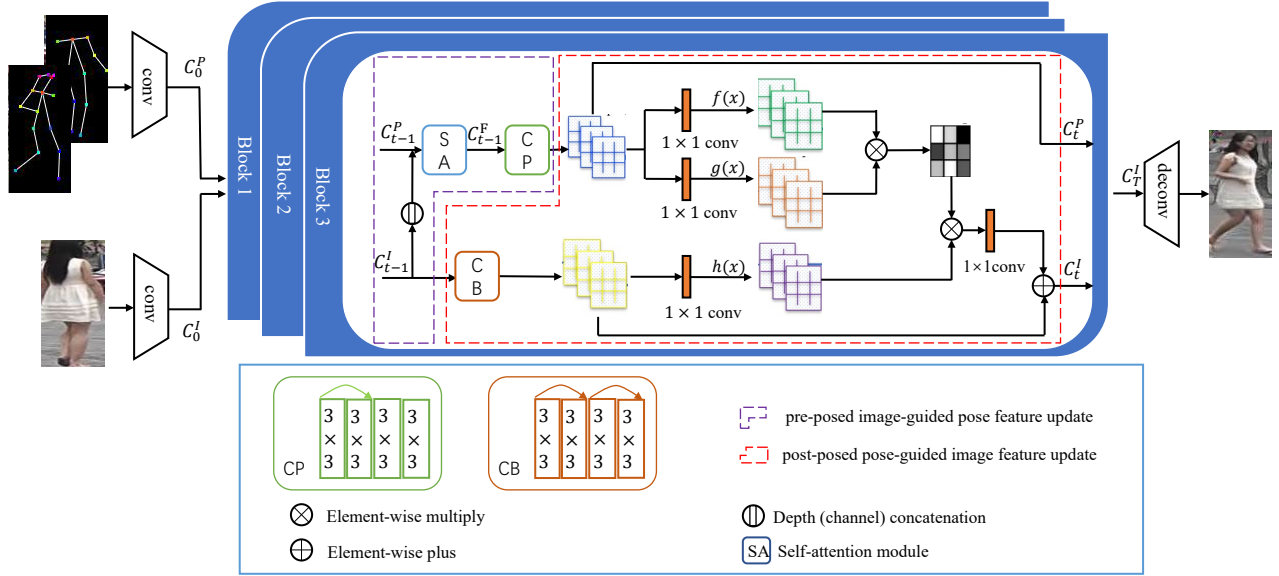 conv
C_0^P
conv
C_0^I
Block 1
Block 2
Block 3
C_{t-1}^P
S
A
C_{t-1}^F
C
P
1 × 1 conv
f(x)
1 × 1 conv
g(x)
C_{t-1}^I
C
B
1 × 1 conv
h(x)
1×1conv
C_t^P
C_t^I
C_T^I
deconv
CP
3 × 3
3 × 3
3 × 3
3 × 3
CB
3 × 3
3 × 3
3 × 3
3 × 3
pre-posed image-guided pose feature update
post-posed pose-guided image feature update
Element-wise multiply
Element-wise plus
Depth (channel) concatenation
SA Self-attention module